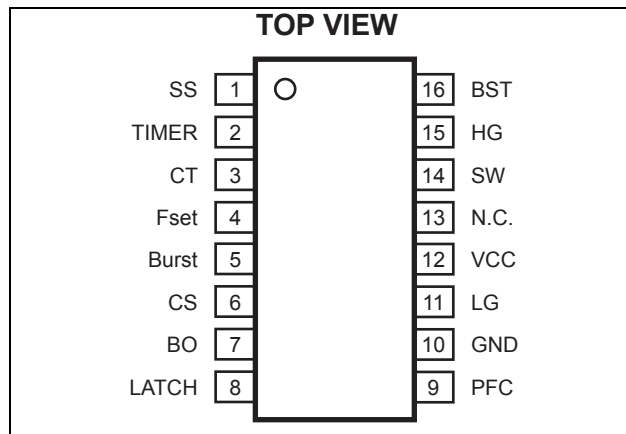 TOP VIEW
SS 1 16 BST
TIMER 2 15 HG
CT 3 14 SW
Fset 4 13 N.C.
Burst 5 12 VCC
CS 6 11 LG
BO 7 10 GND
LATCH 8 9 PFC